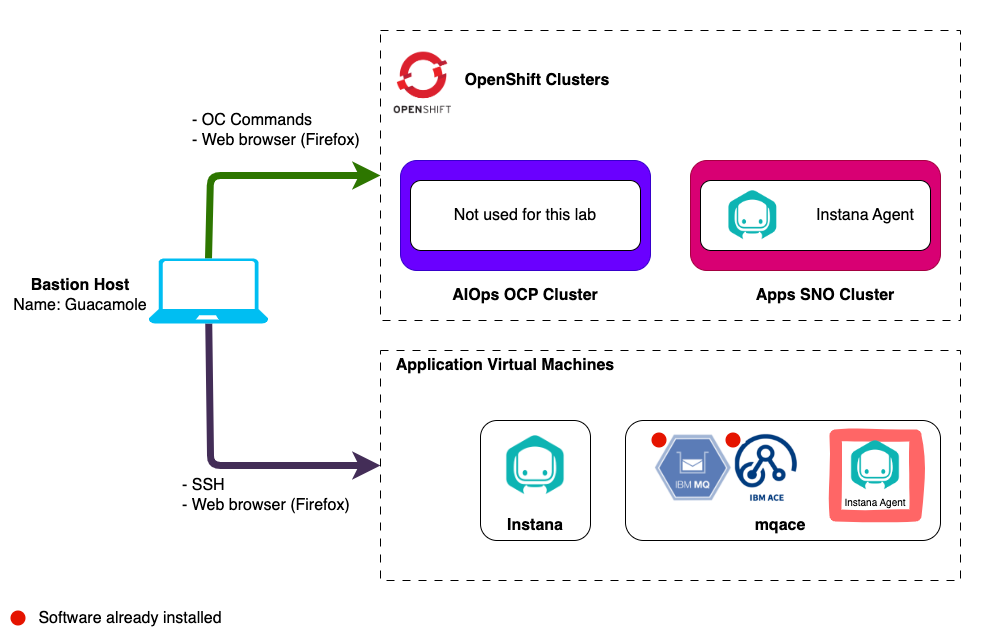 OPENSHIFT
OpenShift Clusters
- OC Commands
- Web browser (Firefox)
Not used for this lab
Instana Agent
AIOps OCP Cluster
Apps SNO Cluster
Bastion Host
Name: Guacamole
Application Virtual Machines
- SSH
- Web browser (Firefox)
Instana
IBM MQ
IBM ACE
Instana Agent
mqace
Software already installed